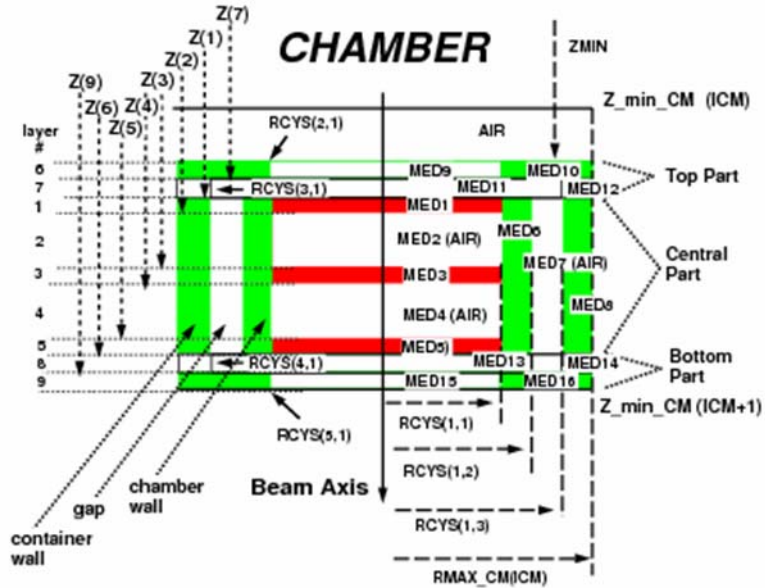 CHAMBER
Z(7)
Z(1)
Z(2)
Z(3)
Z(9)
Z(4)
Z(6)
Z(5)
ZMIN
Z_min_CM (ICM)
RCYS(2,1)
AIR
layer
#
6
MED9
MED10
Top Part
7
RCYS(3,1)
MED11
MED12
1
MED1
2
MED2 (AIR)
MED6
Central
Part
MED7 (AIR)
3
MED3
MED8
4
MED4 (AIR)
5
MED5)
8
RCYS(4,1)
MED13
MED14
Bottom
Part
9
MED15
MED16
Z_min_CM (ICM+1)
RCYS(1,1)
RCYS(5,1)
RCYS(1,2)
chamber
wall
Beam Axis
gap
RCYS(1,3)
container
wall
RMAX_CM(ICM)